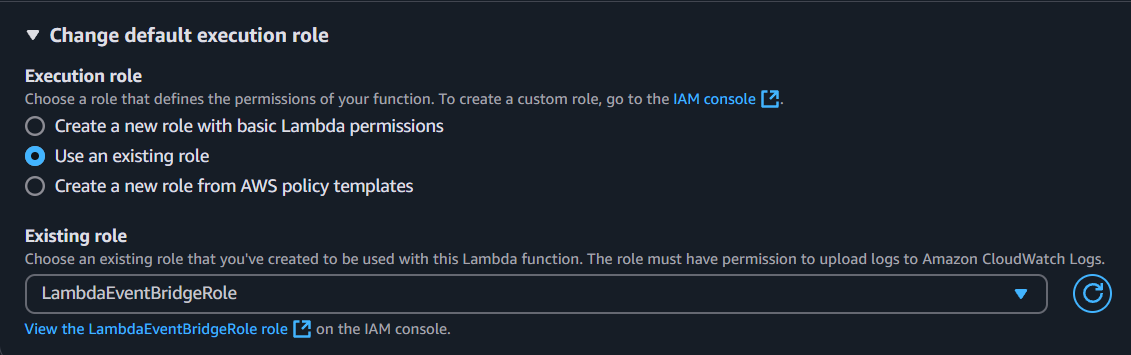 Change default execution role
Execution role
Choose a role that defines the permissions of your function. To create a custom role, go to the IAM console.
Create a new role with basic Lambda permissions
Use an existing role
Create a new role from AWS policy templates
Existing role
Choose an existing role that you've created to be used with this Lambda function. The role must have permission to upload logs to Amazon CloudWatch Logs.
LambdaEventBridgeRole
View the LambdaEventBridgeRole role on the IAM console.